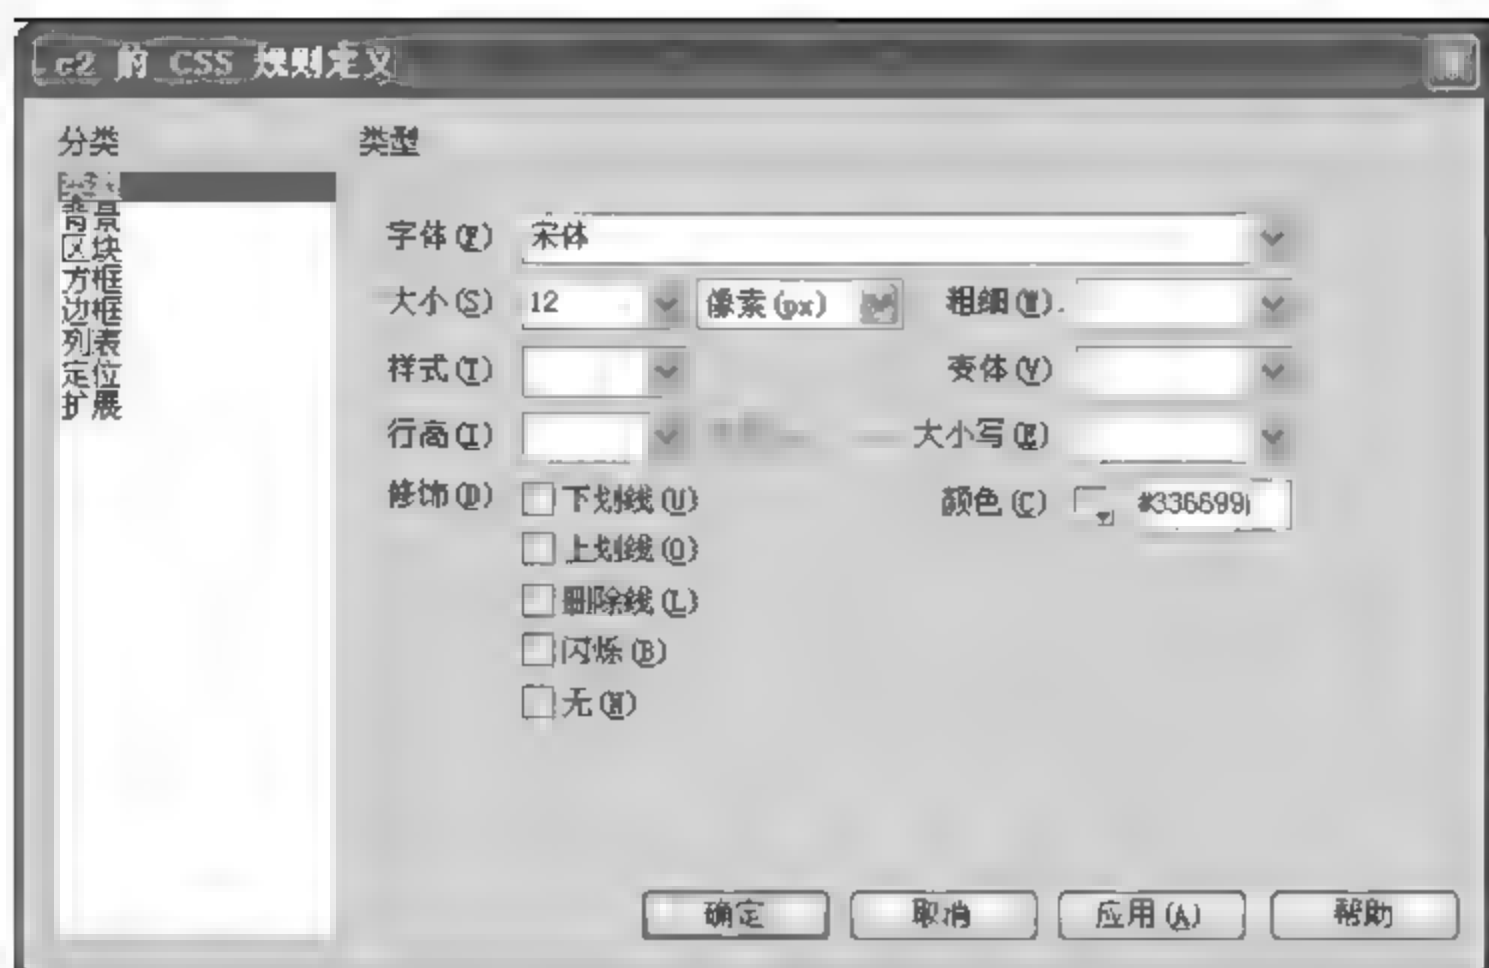 c2 的 CSS 规则定义
分类
类型
背景
区块
方框
边框
列表
定位
扩展
字体(F) 宋体
大小(S) 12 像素(px) 粗细(W)
样式(T) 变体(V)
行高(I) 大小写(E)
修饰(D) 下划线(U) 颜色(C) #336699
上划线(O)
删除线(L)
闪烁(B)
无(N)
确定 取消 应用(A) 帮助